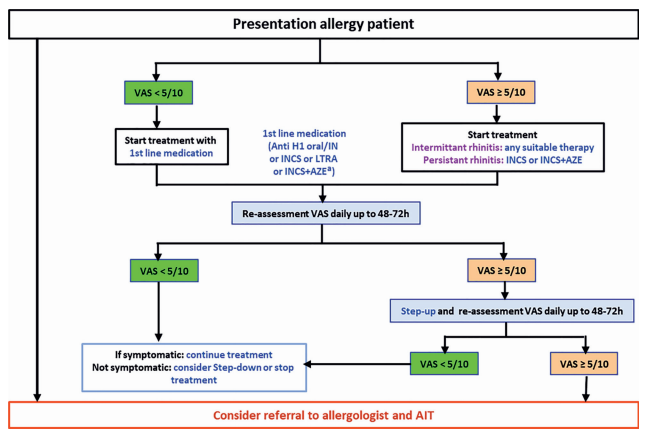 Presentation allergy patient
VAS < 5/10
VAS ≥ 5/10
Start treatment with
1st line medication
1st line medication
(Anti H1 oral/IN
or INCS or LTRA
or INCS+AZEª)
Start treatment
Intermittant rhinitis: any suitable therapy
Persistant rhinitis: INCS or INCS+AZE
Re-assessment VAS daily up to 48-72h
VAS < 5/10
VAS ≥ 5/10
Step-up and re-assessment VAS daily up to 48-72h
If symptomatic: continue treatment
Not symptomatic: consider Step-down or stop
treatment
VAS < 5/10
VAS ≥ 5/10
Consider referral to allergologist and AIT